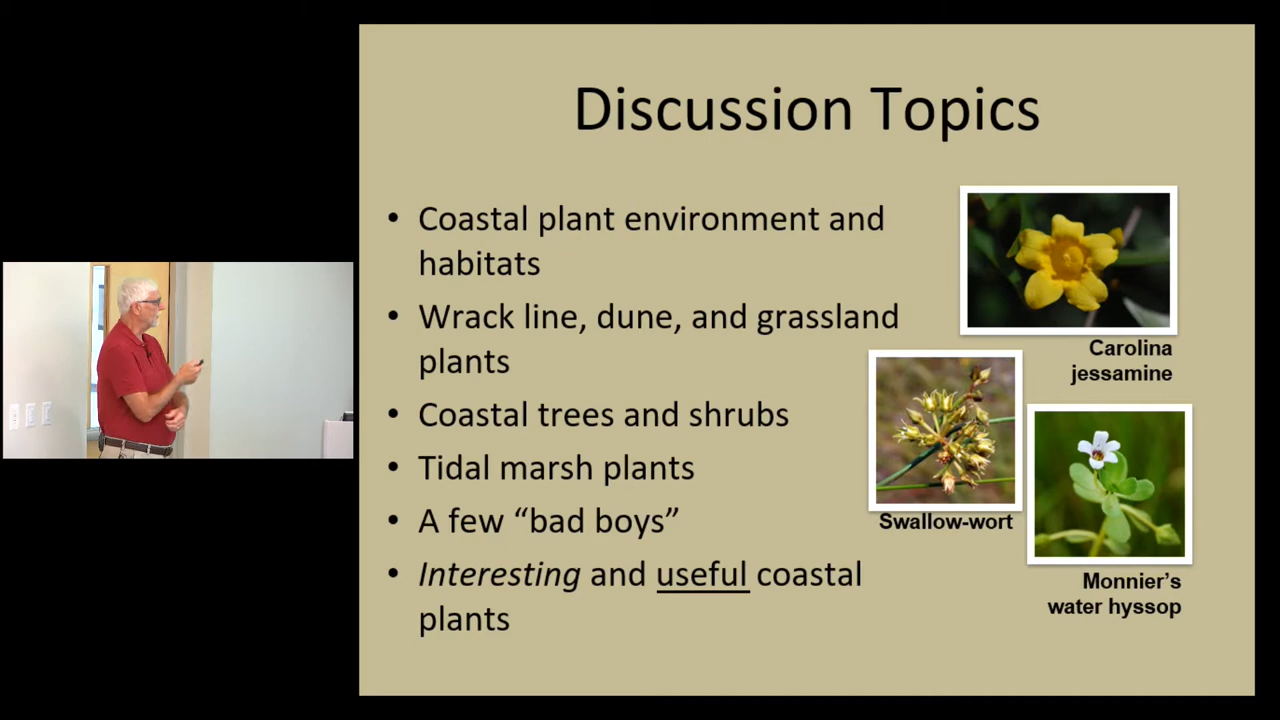 Discussion Topics
• Coastal plant environment and
habitats
• Wrack line, dune, and grassland
plants
• Coastal trees and shrubs
• Tidal marsh plants
• A few “bad boys”
• Interesting and useful coastal
plants
Carolina
jessamine
Swallow-wort
Monnier’s
water hyssop